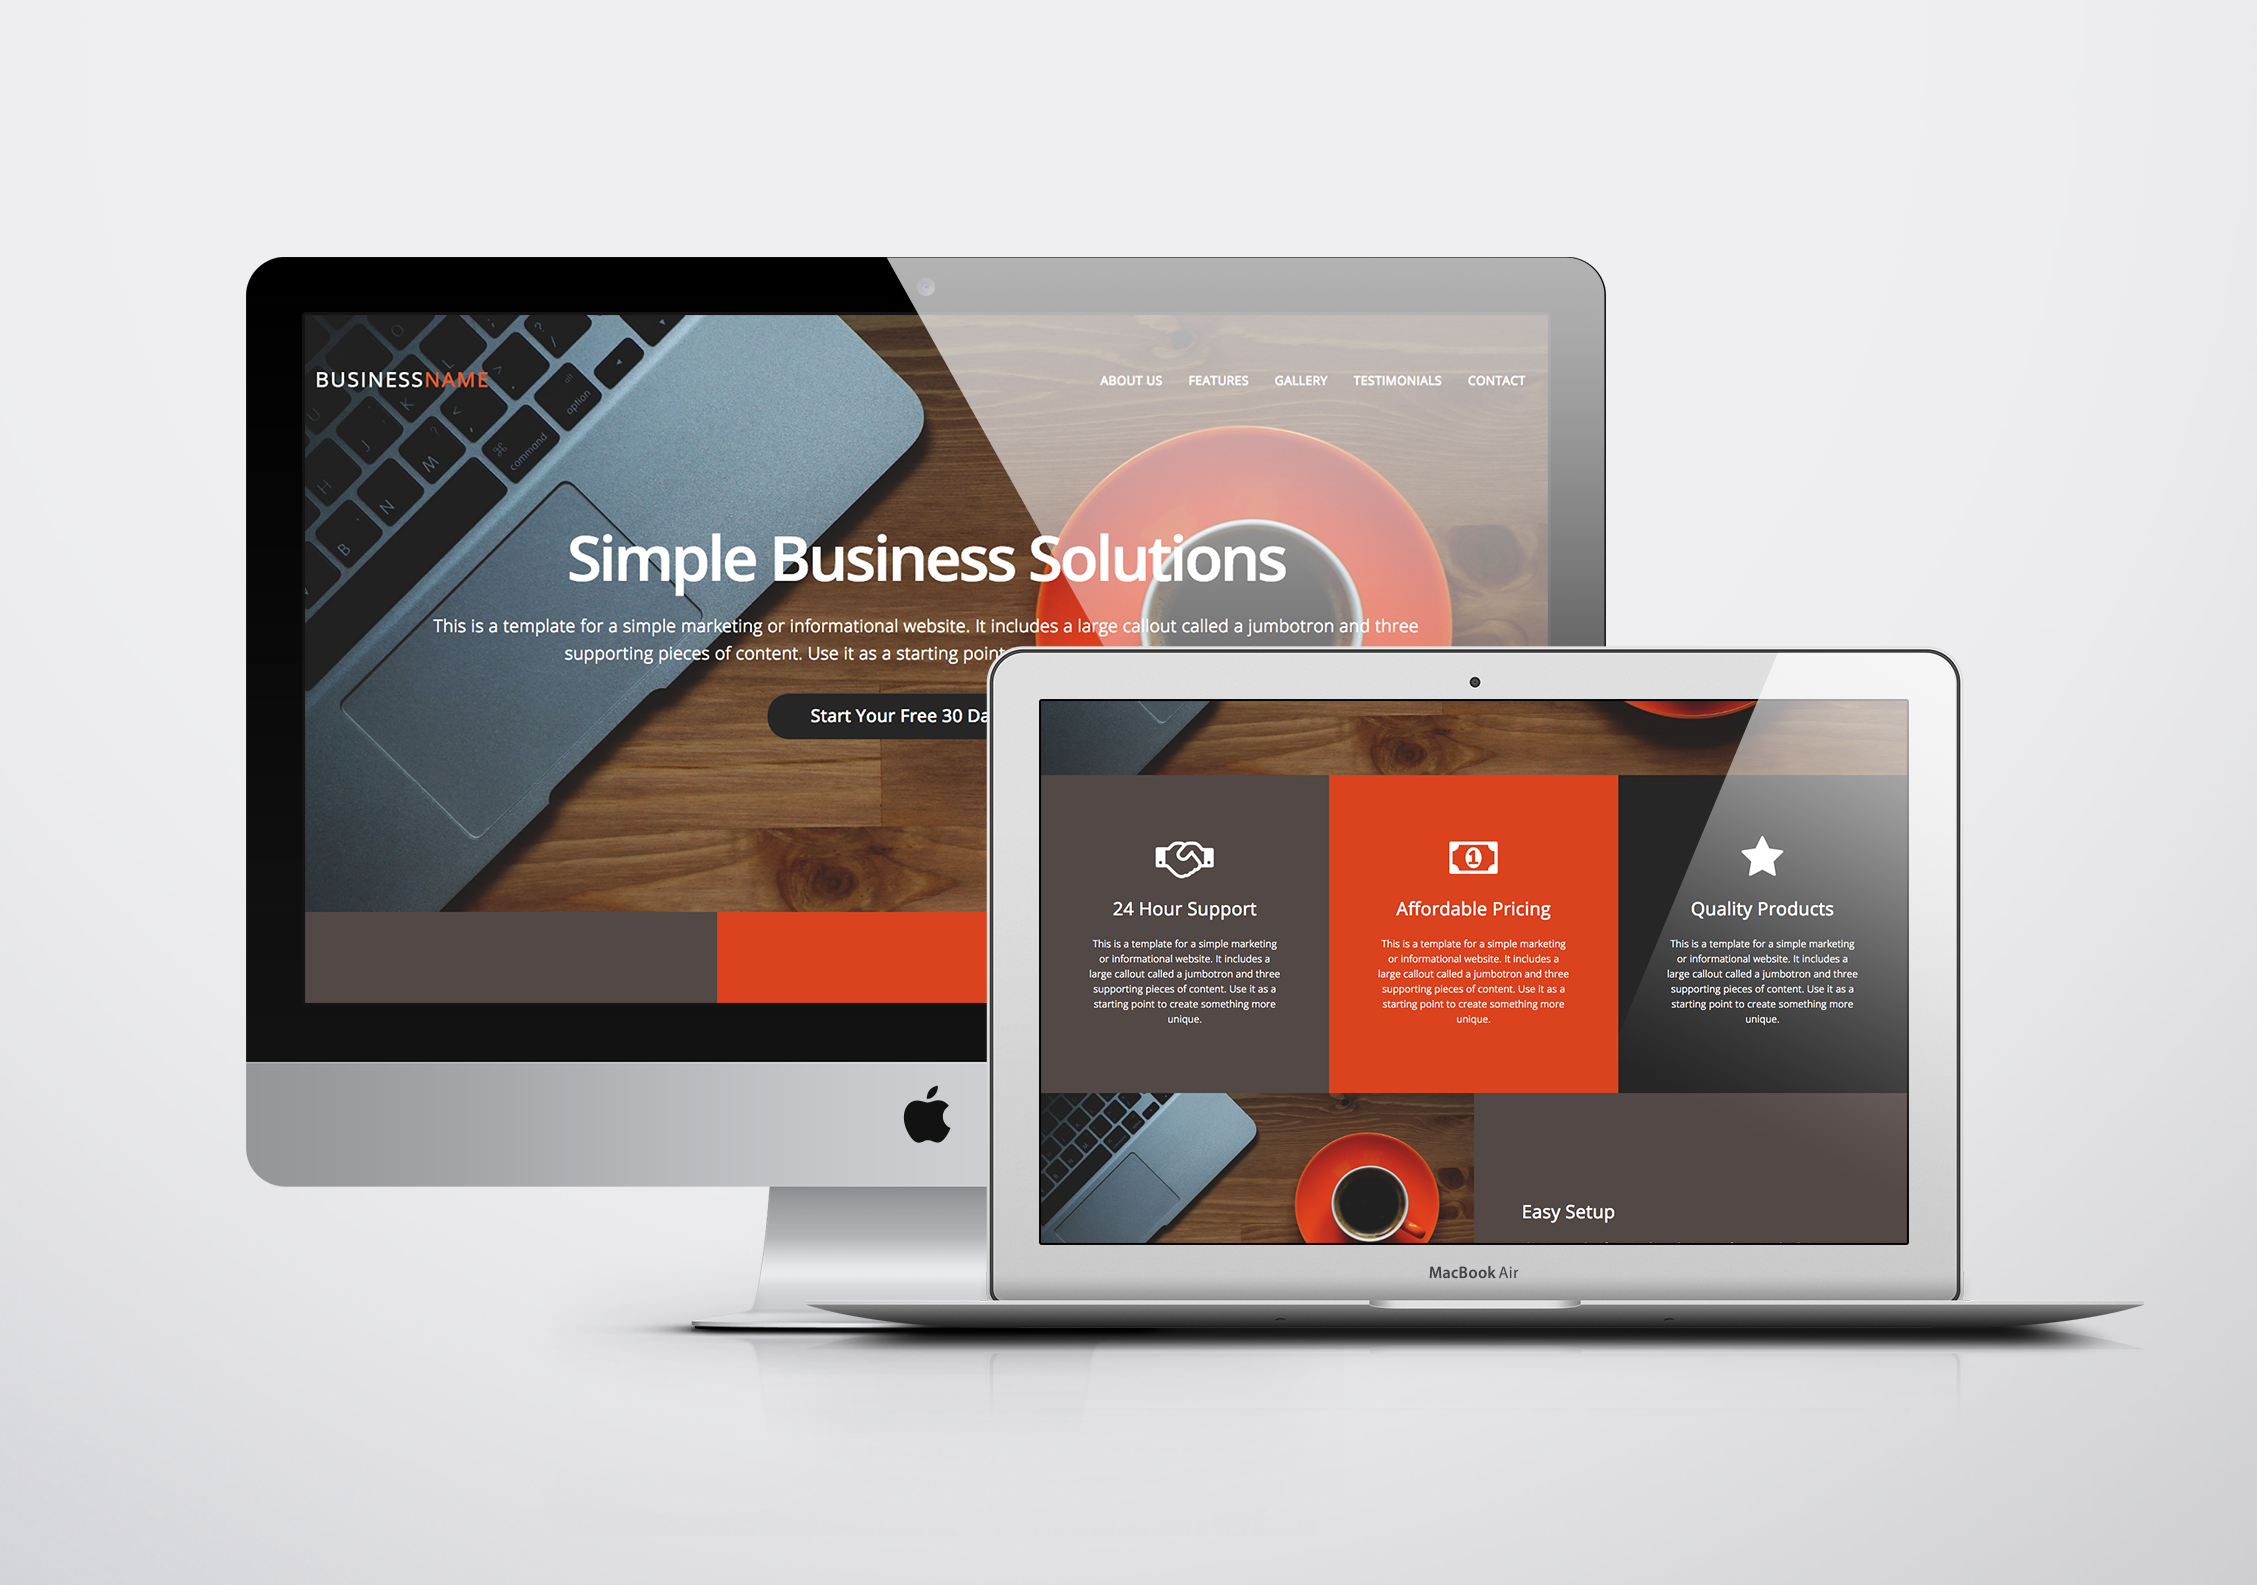 BUSINESSNAME
ABOUT US FEATURES GALLERY TESTIMONIALS CONTACT
option
command
Simple Business Solutions
This is a template for a simple marketing or informational website. It includes a large callout called a jumbotron and three
supporting pieces of content. Use it as a starting point
Start Your Free 30
24 Hour Support
This is a template for a simple marketing
or informational website. It includes a
large callout called a jumbotron and three
supporting pieces of content. Use it as a
starting point to create something more
unique.
Affordable Pricing
This is a template for a simple marketing
or informational website. It includes a
large callout called a jumbotron and three
supporting pieces of content. Use it as a
starting point to create something more
unique.
Quality Products
This is a template for a simple marketing
or informational website. It includes a
large callout called a jumbotron and three
supporting pieces of content. Use it as a
starting point to create something more
unique.
Easy Setup
MacBook Air